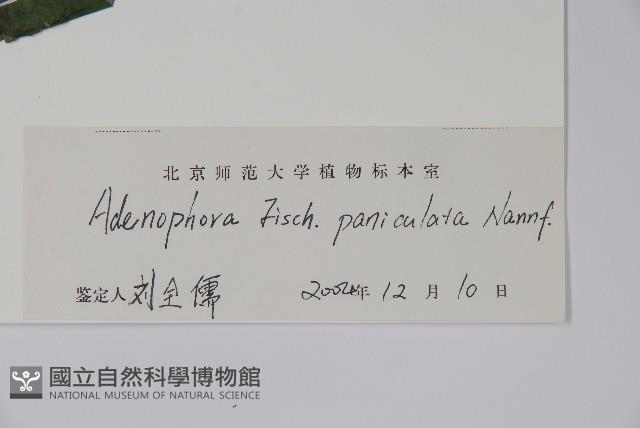 北京师范大学植物标本室
Adenophora Fisch. paniculata Nannf.
鉴定人 刘全儒 2004年 12 月 10 日
國立自然科學博物館
NATIONAL MUSEUM OF NATURAL SCIENCE